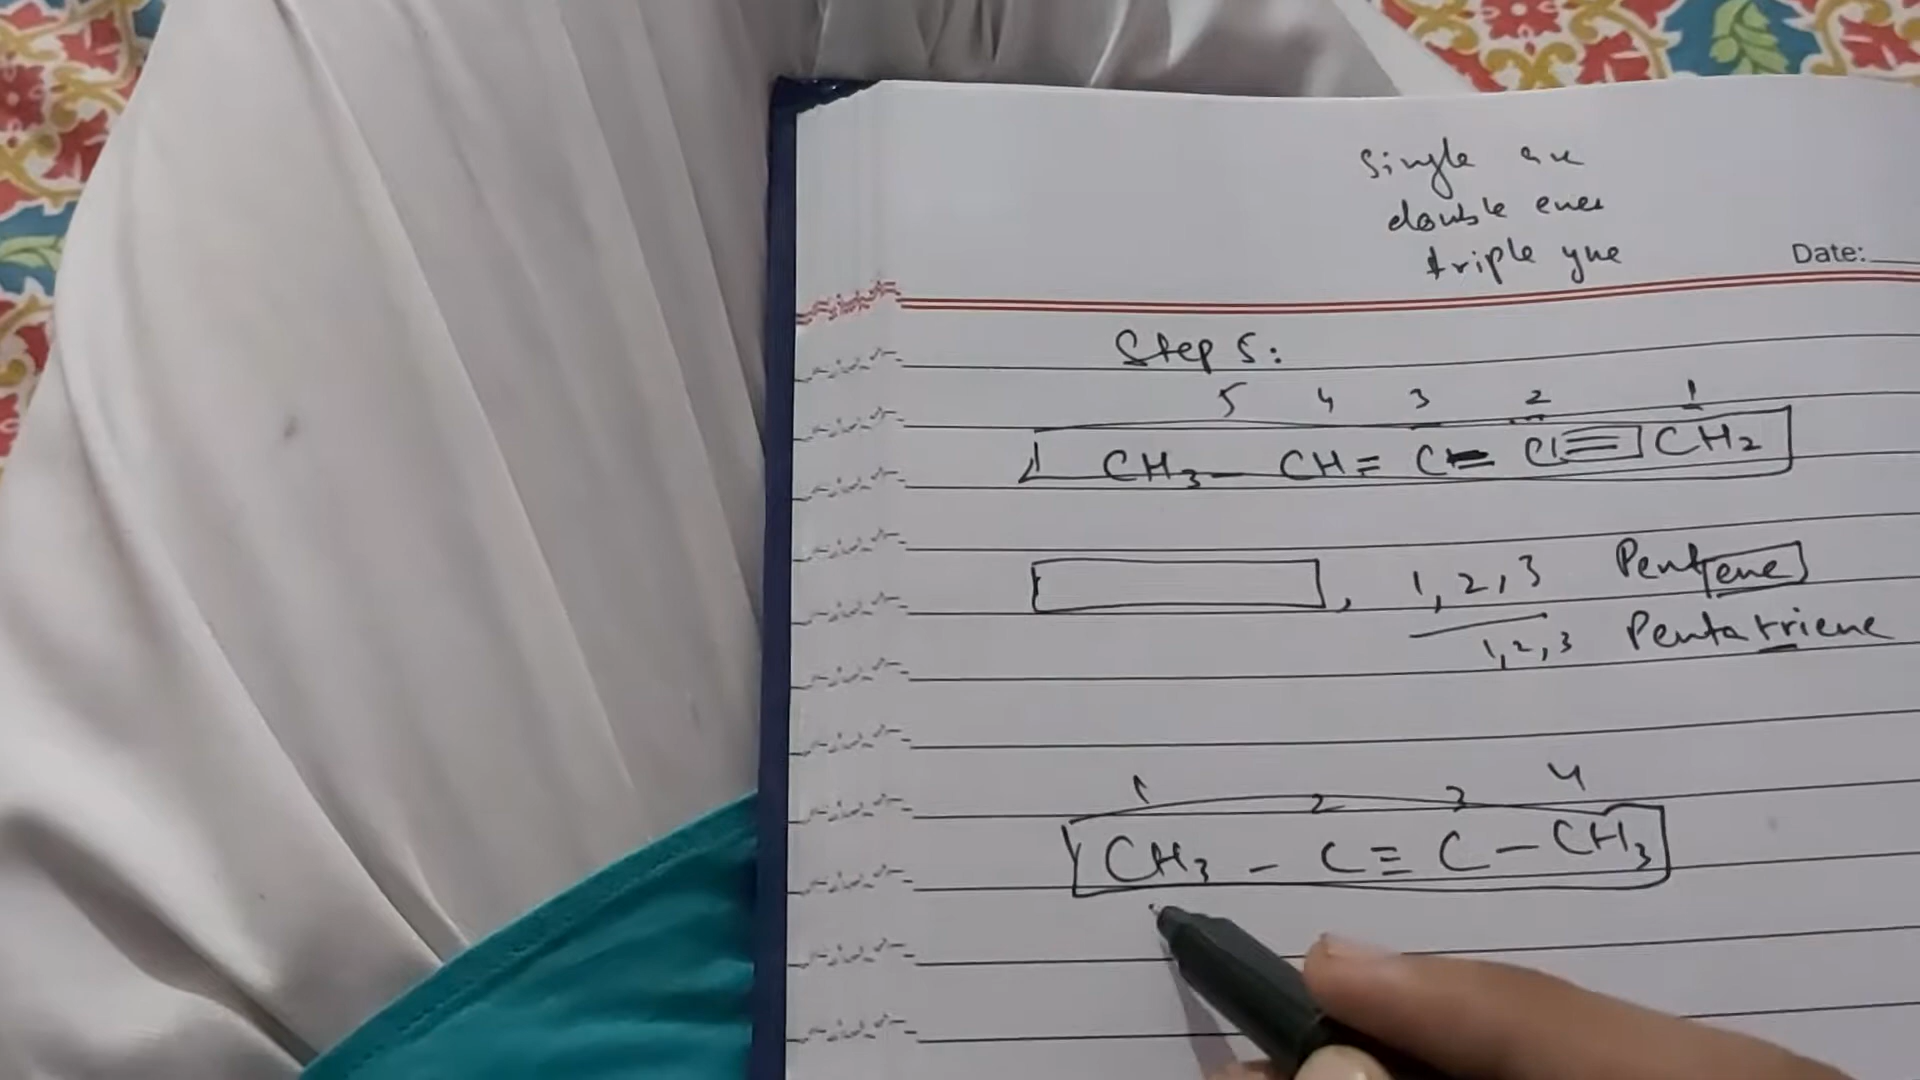 single ane
double ene
triple yne
Date:
Step 5:
5 4 3 2 1
CH₃ — CH = C = C = CH₂
, 1, 2, 3 Pentene
1, 2, 3 Pentatriene
1 2 3 4
CH₃ - C ≡ C - CH₃